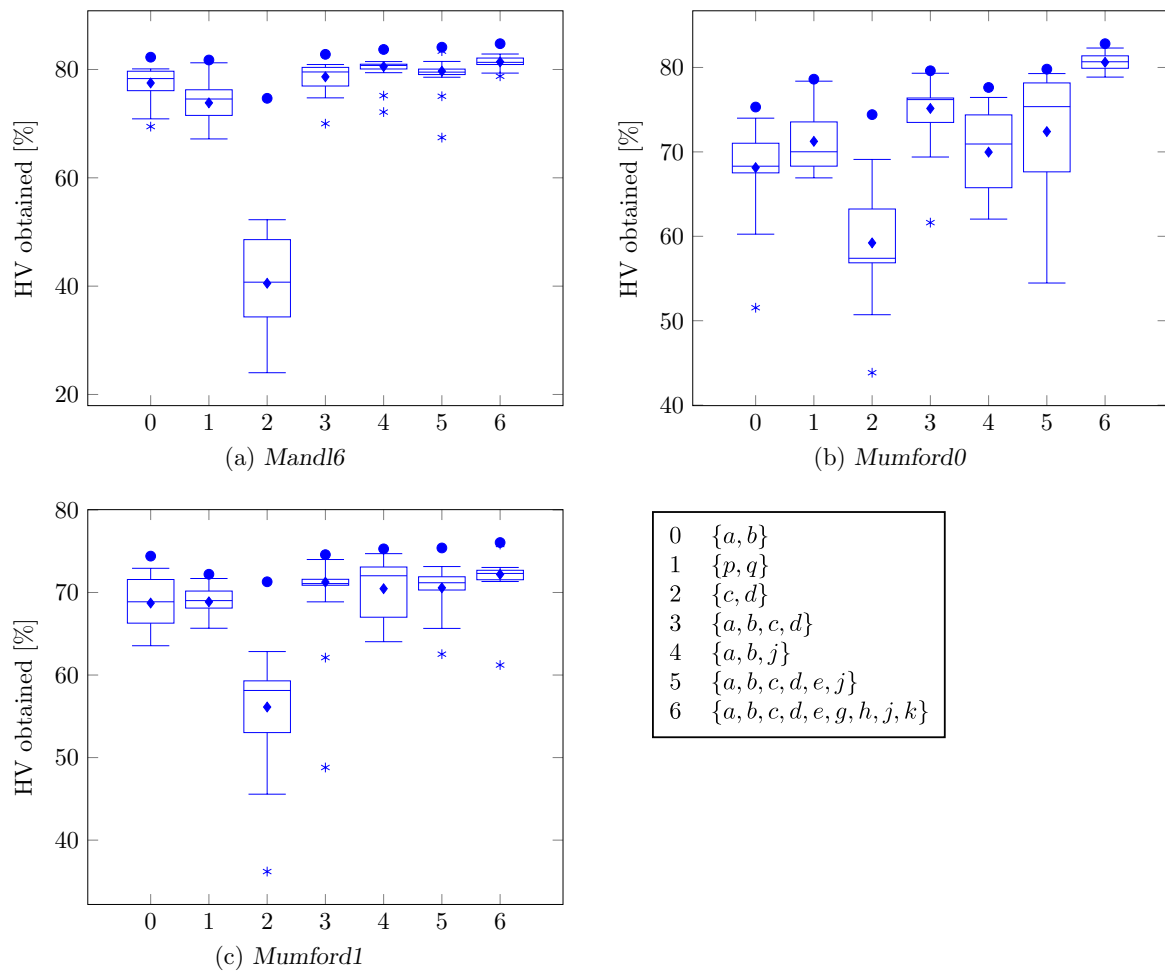 80
60
40
20
HV obtained [%]
0 1 2 3 4 5 6
(a) Mandl6
80
70
60
50
40
HV obtained [%]
0 1 2 3 4 5 6
(b) Mumford0
80
70
60
50
40
HV obtained [%]
0 1 2 3 4 5 6
(c) Mumford1
0 {a, b}
1 {p, q}
2 {c, d}
3 {a, b, c, d}
4 {a, b, j}
5 {a, b, c, d, e, j}
6 {a, b, c, d, e, g, h, j, k}